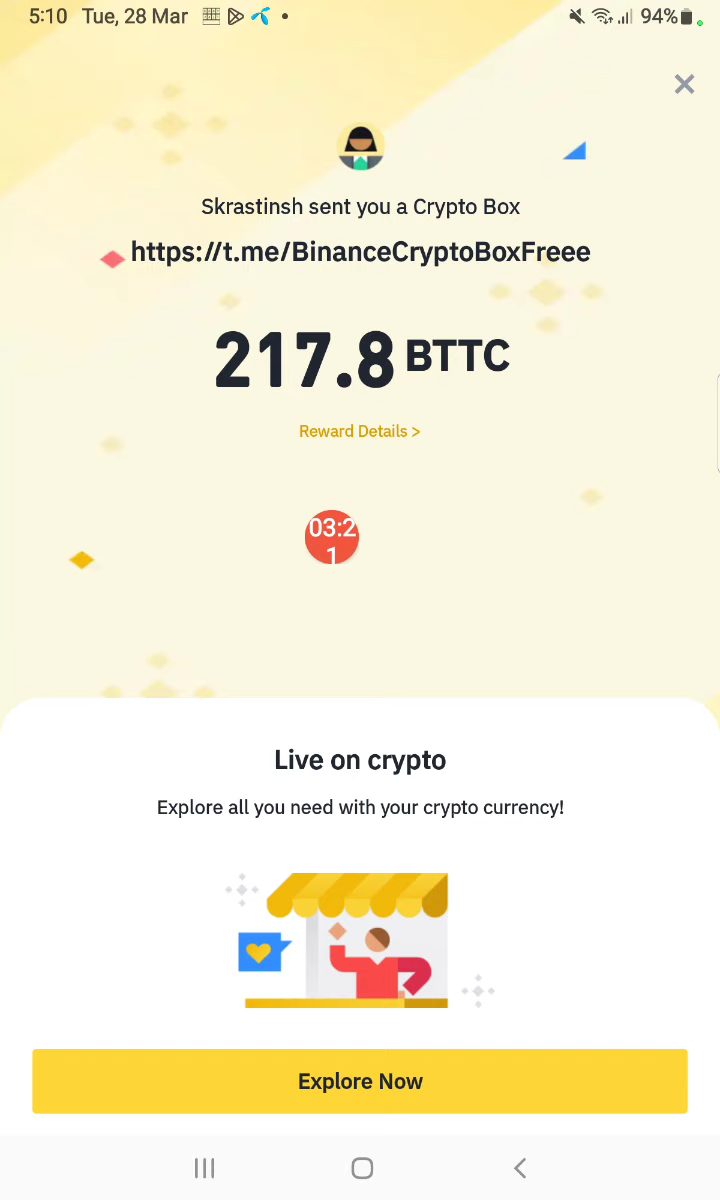 5:10 Tue, 28 Mar 94%
Skrastinsh sent you a Crypto Box
https://t.me/BinanceCryptoBoxFreee
217.8 BTTC
Reward Details >
03:2
1
Live on crypto
Explore all you need with your crypto currency!
Explore Now